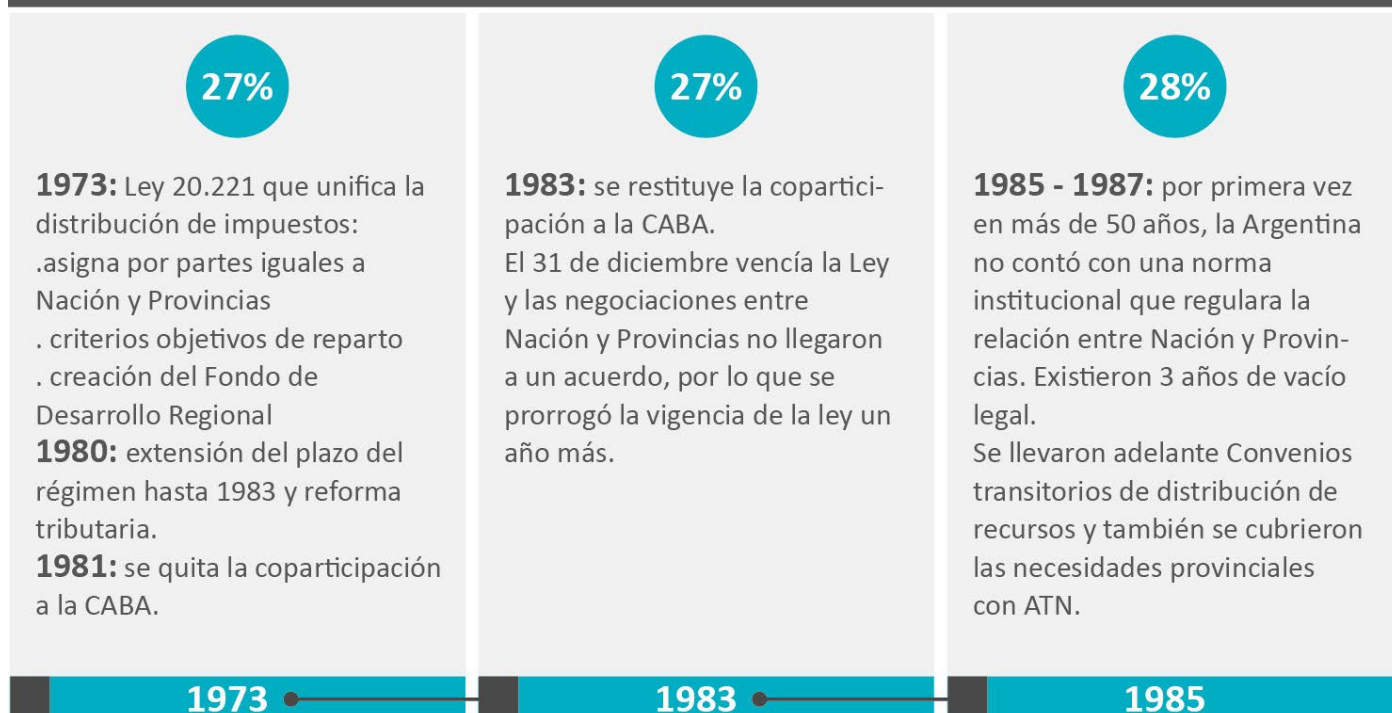 27%
1973: Ley 20.221 que unifica la
distribución de impuestos:
.asigna por partes iguales a
Nación y Provincias
. criterios objetivos de reparto
. creación del Fondo de
Desarrollo Regional
1980: extensión del plazo del
régimen hasta 1983 y reforma
tributaria.
1981: se quita la coparticipación
a la CABA.
1973
27%
1983: se restituye la copartici-
pación a la CABA.
El 31 de diciembre vencía la Ley
y las negociaciones entre
Nación y Provincias no llegaron
a un acuerdo, por lo que se
prorrogó la vigencia de la ley un
año más.
1983
28%
1985 - 1987: por primera vez
en más de 50 años, la Argentina
no contó con una norma
institucional que regulara la
relación entre Nación y Provin-
cias. Existieron 3 años de vacío
legal.
Se llevaron adelante Convenios
transitorios de distribución de
recursos y también se cubrieron
las necesidades provinciales
con ATN.
1985